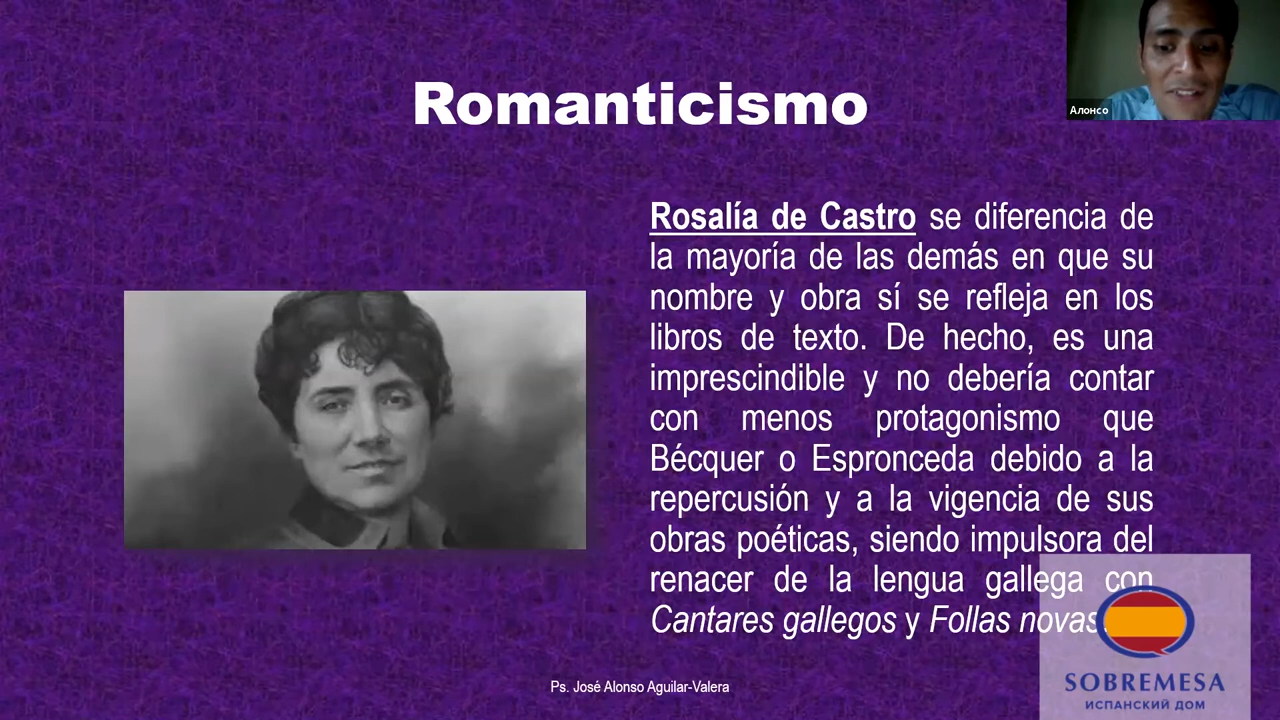 Romanticismo
Алонсо
Rosalía de Castro se diferencia de
la mayoría de las demás en que su
nombre y obra sí se refleja en los
libros de texto. De hecho, es una
imprescindible y no debería contar
con menos protagonismo que
Bécquer o Espronceda debido a la
repercusión y a la vigencia de sus
obras poéticas, siendo impulsora del
renacer de la lengua gallega con
Cantares gallegos y Follas novas.
Ps. José Alonso Aguilar-Valera
SOBREMESA
ИСПАНСКИЙ ДОМ